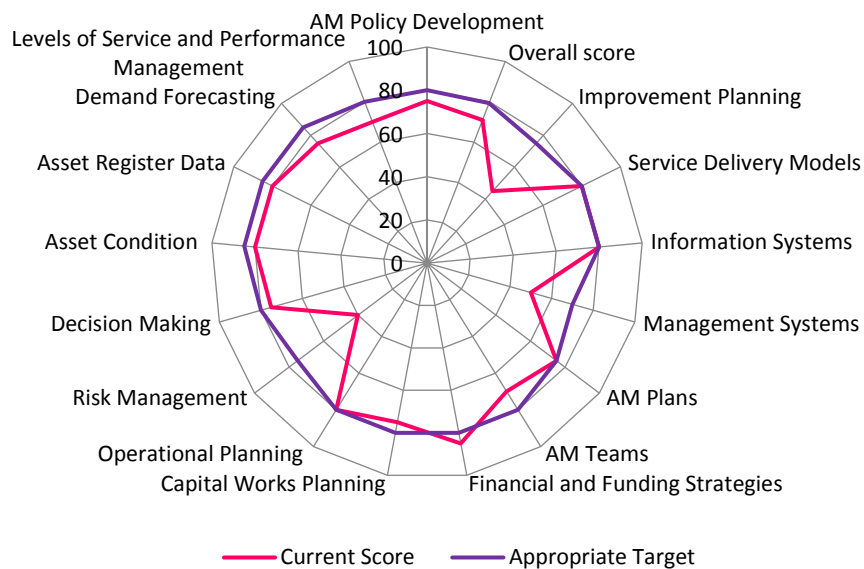 AM Policy Development
Levels of Service and Performance
Management
Overall score
Demand Forecasting
Improvement Planning
Asset Register Data
Service Delivery Models
Asset Condition
Information Systems
Decision Making
Management Systems
Risk Management
AM Plans
Operational Planning
AM Teams
Capital Works Planning
Financial and Funding Strategies
100
80
60
40
20
0
Current Score
Appropriate Target